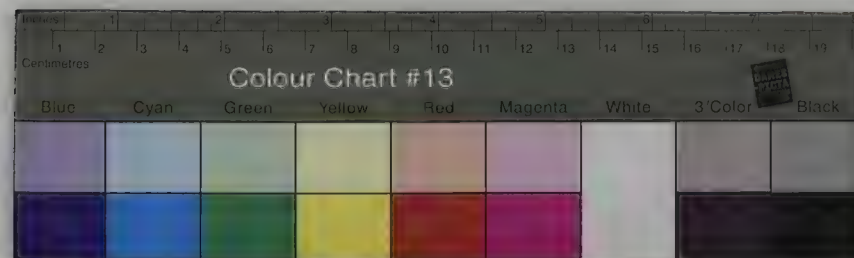 Inches 1 2 3 4 5 6 7
1 2 3 4 5 6 7 8 9 10 11 12 13 14 15 16 17 18 19
Centimetres
Colour Chart #13
Blue Cyan Green Yellow Red Magenta White 3'Color Black